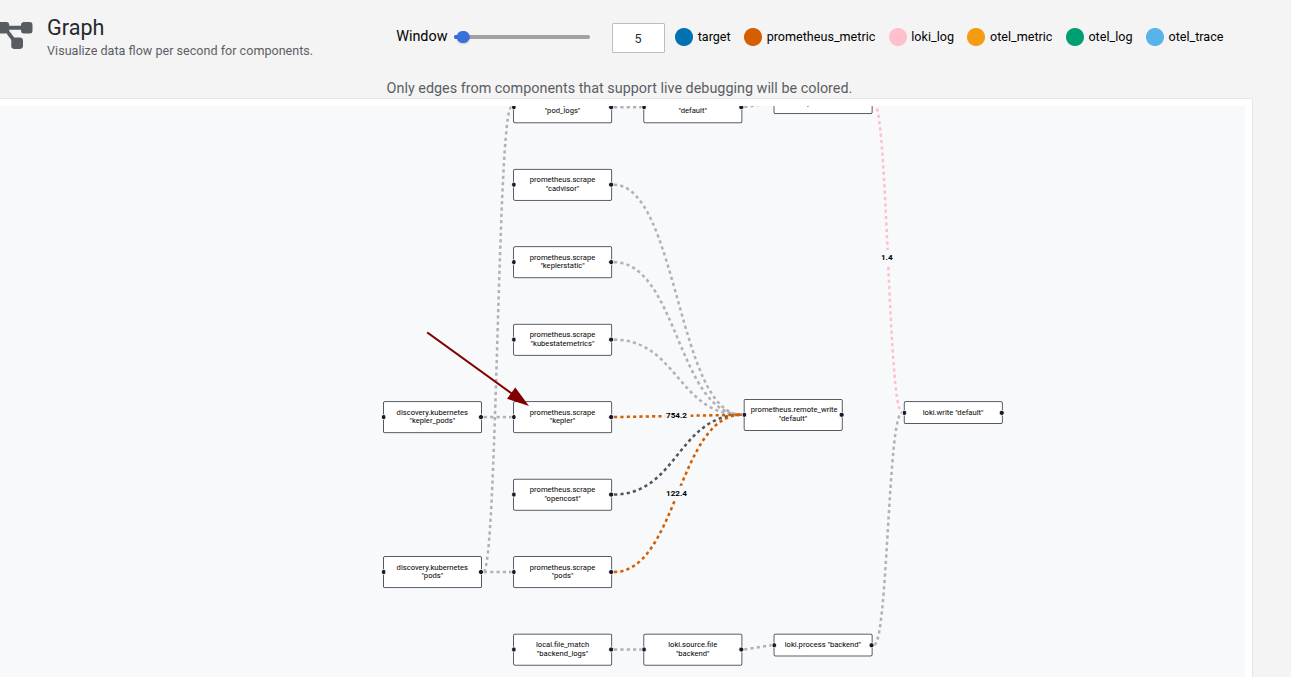 Graph
Visualize data flow per second for components.
Window
5
target
prometheus_metric
loki_log
otel_metric
otel_log
otel_trace
Only edges from components that support live debugging will be colored.
"pod_logs"
"default"
prometheus.scrape
"cadvisor"
prometheus.scrape
"keplerstatic"
1.4
prometheus.scrape
"kubestatemetrics"
discovery.kubernetes
"kepler_pods"
prometheus.scrape
"kepler"
754.2
prometheus.remote_write
"default"
loki.write "default"
prometheus.scrape
"opencost"
122.4
discovery.kubernetes
"pods"
prometheus.scrape
"pods"
local.file_match
"backend_logs"
loki.source.file
"backend"
loki.process "backend"